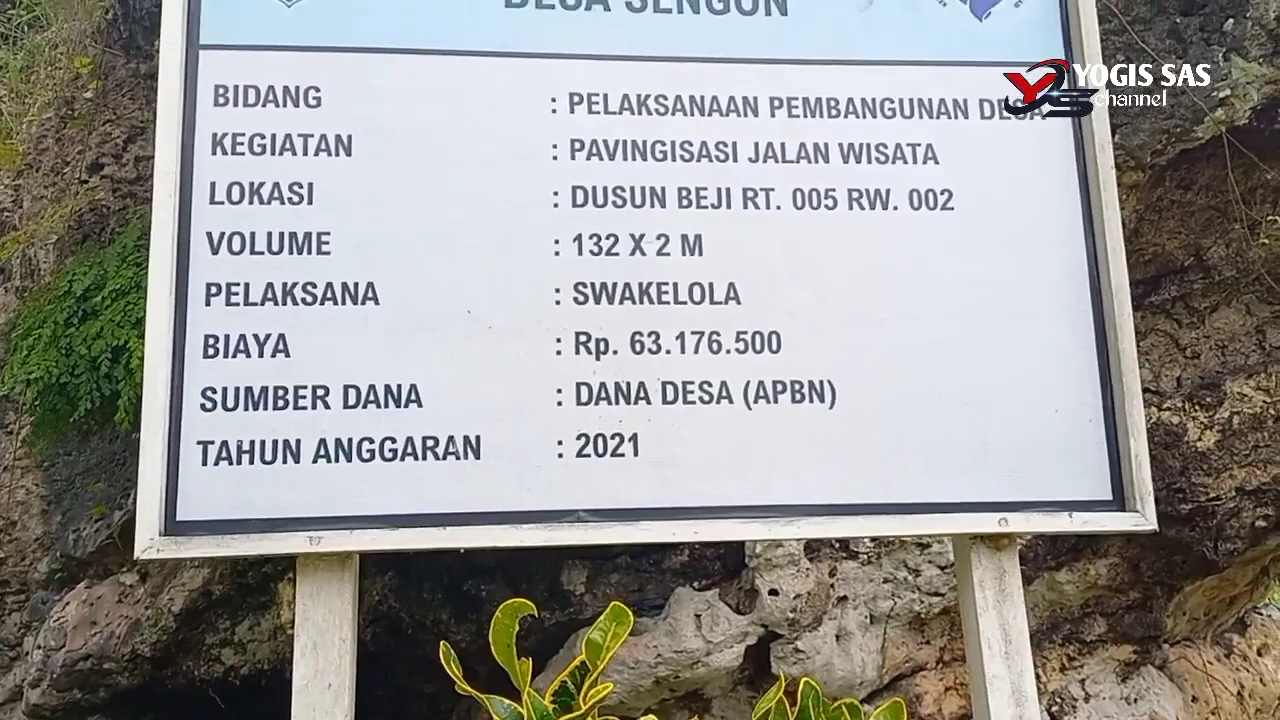 DESA SENGON
BIDANG : PELAKSANAAN PEMBANGUNAN DESA
KEGIATAN : PAVINGISASI JALAN WISATA
LOKASI : DUSUN BEJI RT. 005 RW. 002
VOLUME : 132 X 2 M
PELAKSANA : SWAKELOLA
BIAYA : Rp. 63.176.500
SUMBER DANA : DANA DESA (APBN)
TAHUN ANGGARAN : 2021
YOGIS SAS
channel